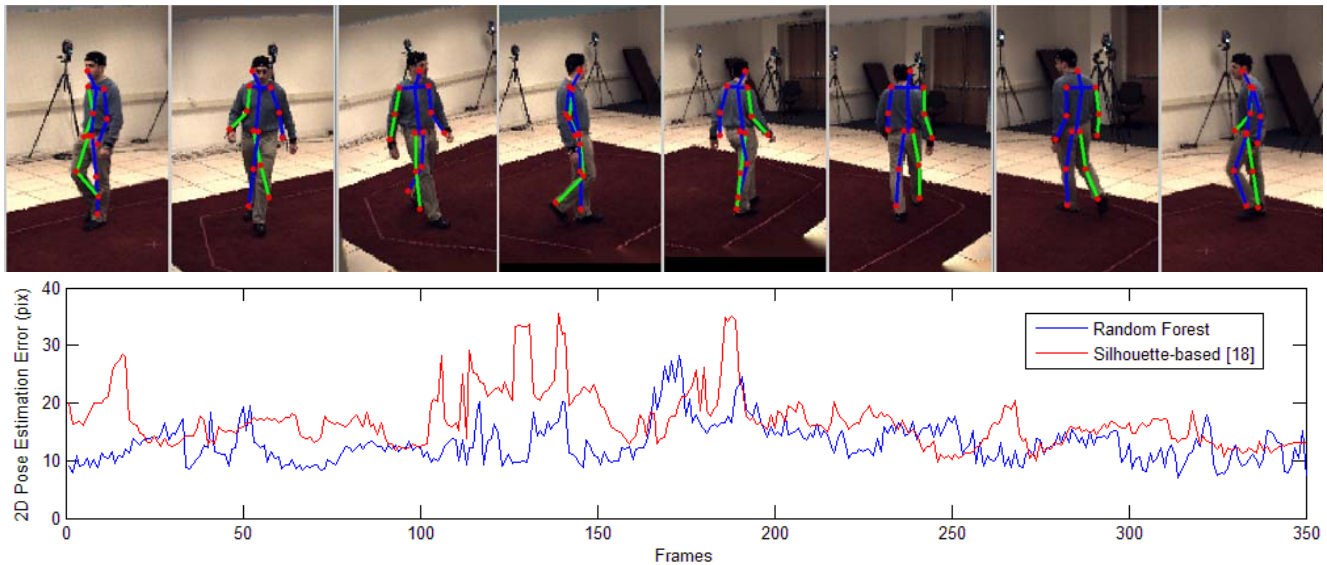 40
30
20
10
0
2D Pose Estimation Error (pix)
Random Forest
Silhouette-based [18]
0 50 100 150 200 250 300 350
Frames